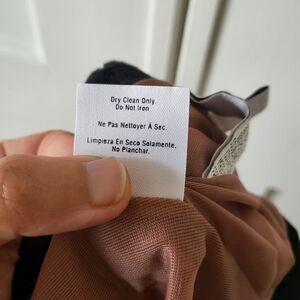 Dry Clean Only
Do Not Iron
Ne Pas Nettoyer À Sec.
Limpieza En Seco Solamente,
No Planchar.